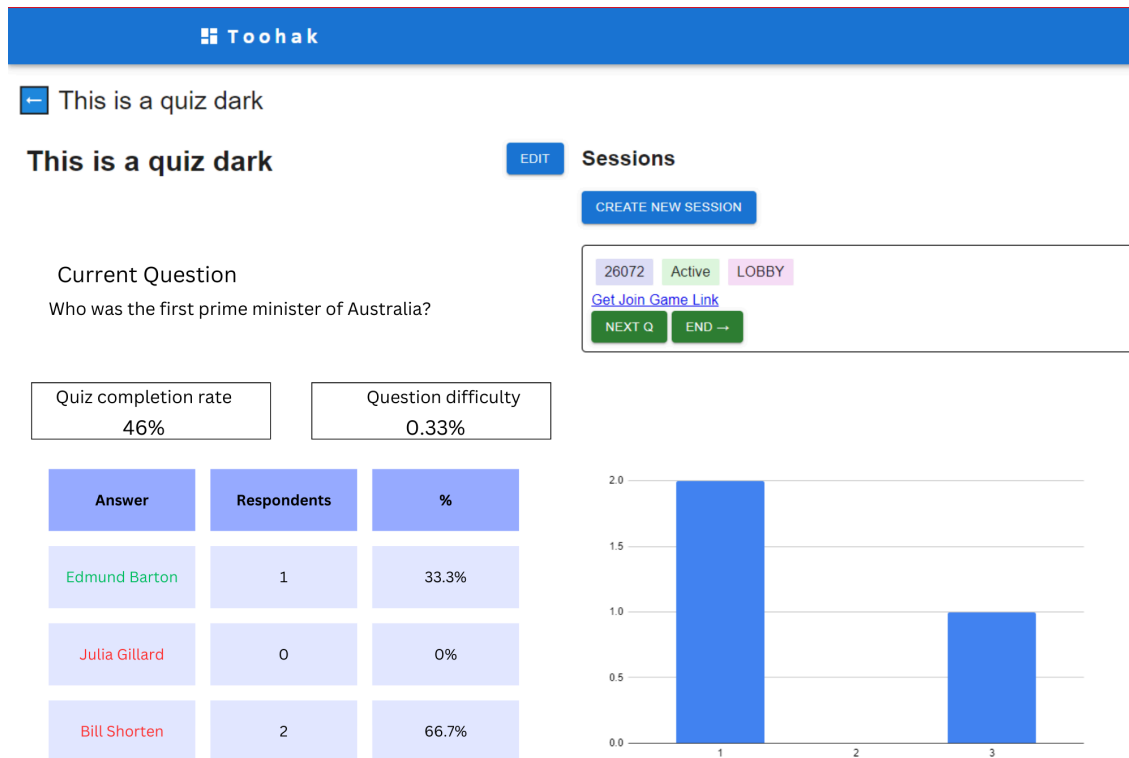 Toohak
← This is a quiz dark
This is a quiz dark
EDIT
Current Question
Who was the first prime minister of Australia?
Quiz completion rate
46%
Question difficulty
0.33%
Answer Respondents %
Edmund Barton 1 33.3%
Julia Gillard 0 0%
Bill Shorten 2 66.7%
Sessions
CREATE NEW SESSION
26072 Active LOBBY
Get Join Game Link
NEXT Q END →
2.0
1.5
1.0
0.5
0.0
1 2 3